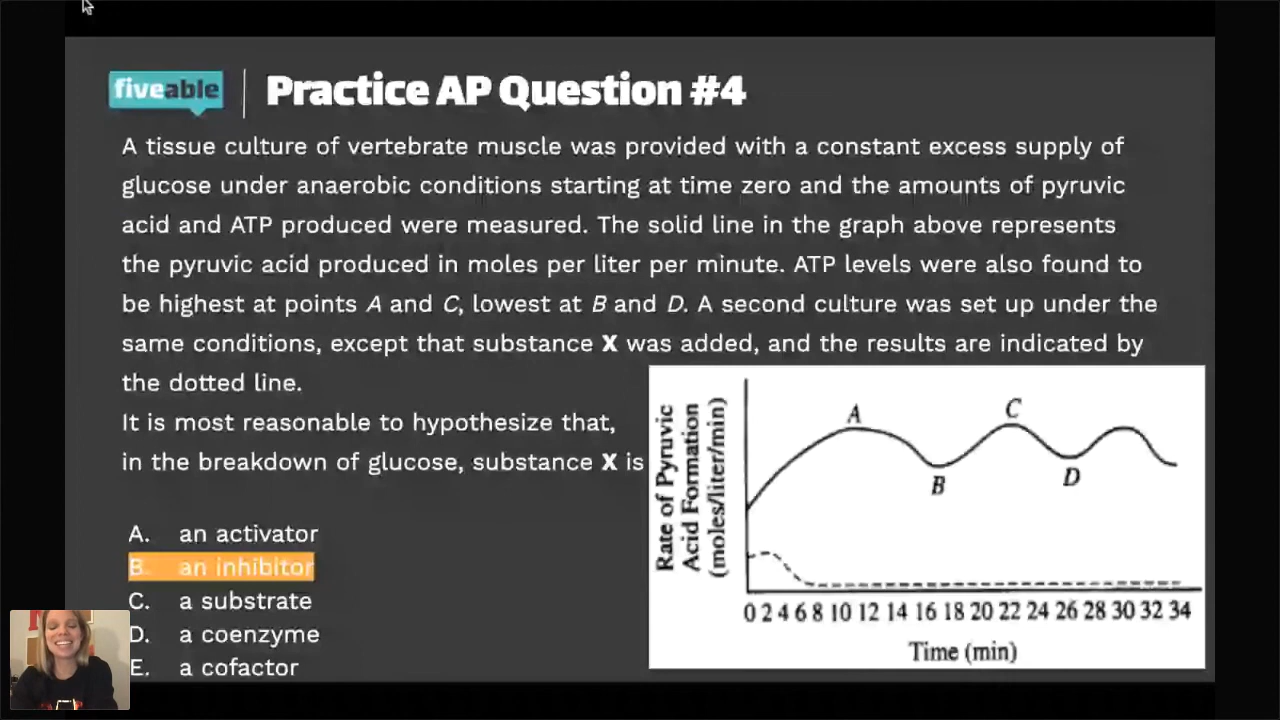 fiveable
Practice AP Question #4
A tissue culture of vertebrate muscle was provided with a constant excess supply of
glucose under anaerobic conditions starting at time zero and the amounts of pyruvic
acid and ATP produced were measured. The solid line in the graph above represents
the pyruvic acid produced in moles per liter per minute. ATP levels were also found to
be highest at points A and C, lowest at B and D. A second culture was set up under the
same conditions, except that substance X was added, and the results are indicated by
the dotted line.
It is most reasonable to hypothesize that,
in the breakdown of glucose, substance X is
A. an activator
B. an inhibitor
C. a substrate
D. a coenzyme
E. a cofactor
Rate of Pyruvic
Acid Formation
(moles/liter/min)
A
B
C
D
0 2 4 6 8 10 12 14 16 18 20 22 24 26 28 30 32 34
Time (min)